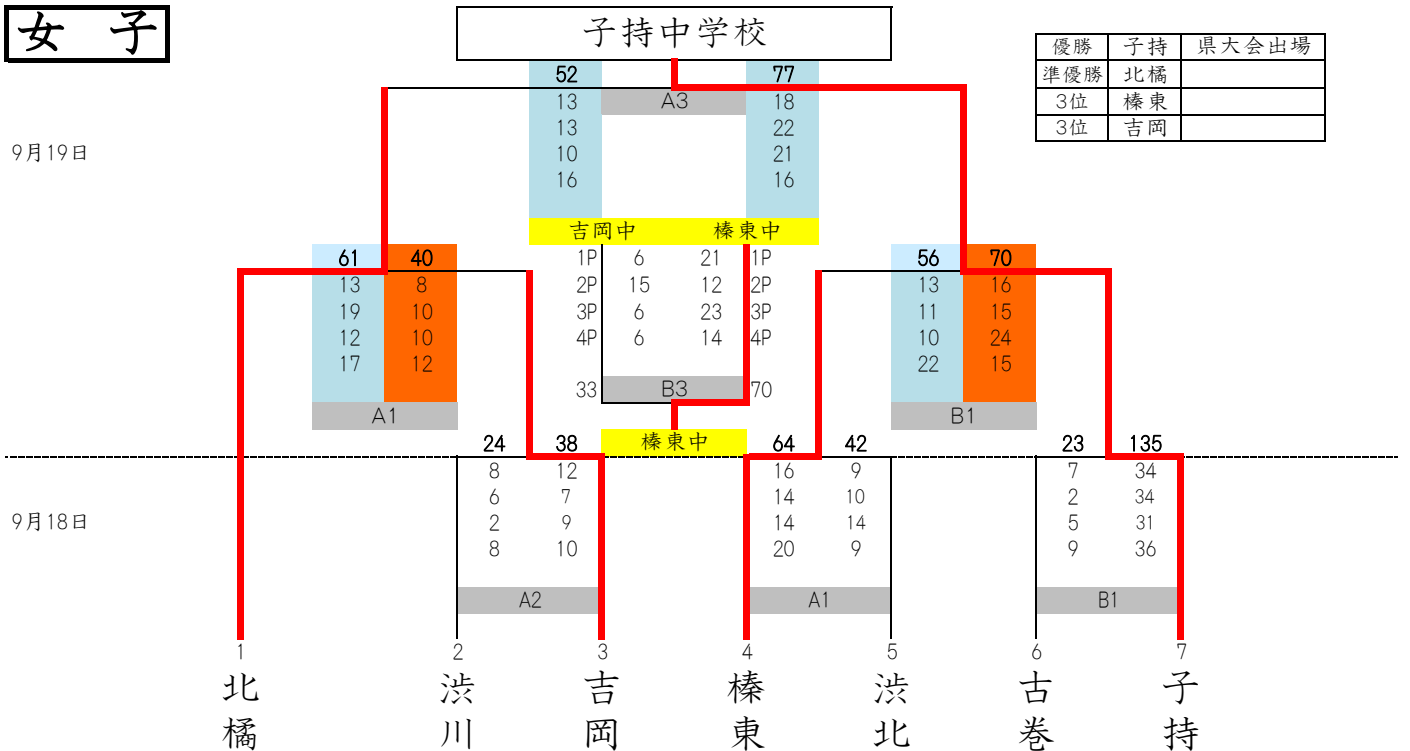 女 子
子持中学校
優勝 子持 県大会出場
準優勝 北橘
3位 榛東
3位 吉岡
52 77
13 A3 18
13 22
9月19日
10 21
16 16
吉岡中 榛東中
61 40 1P 6 21 1P 56 70
13 8 2P 15 12 2P 13 16
19 10 3P 6 23 3P 11 15
12 10 4P 6 14 4P 10 24
17 12 22 15
33 B3 70
A1 B1
24 38 榛東中 64 42 23 135
8 12 16 9 7 34
6 7 14 10 2 34
9月18日
2 9 14 14 5 31
8 10 20 9 9 36
A2 A1 B1
1 2 3 4 5 6 7
北橘 渋川 吉岡 榛東 渋北 古巻 子持